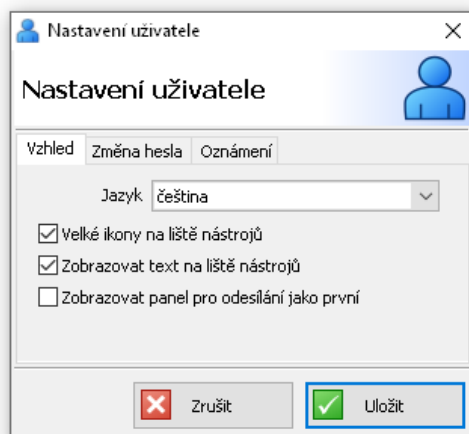 Nastavení uživatele
Nastavení uživatele
Vzhled Změna hesla Oznámení
Jazyk čeština
Velké ikony na liště nástrojů
Zobrazovat text na liště nástrojů
Zobrazovat panel pro odesílání jako první
Zrušit Uložit